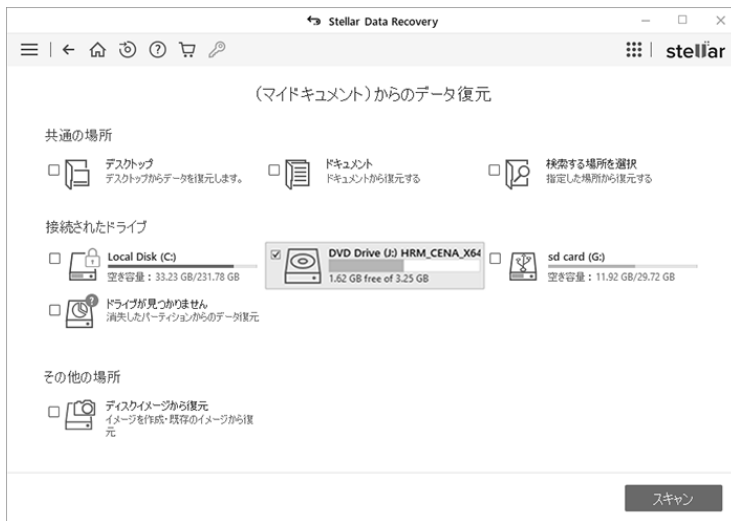 Stellar Data Recovery
stellar
(マイドキュメント)からのデータ復元
共通の場所
デスクトップ
デスクトップからデータを復元します。
ドキュメント
ドキュメントから復元する
検索する場所を選択
指定した場所から復元する
接続されたドライブ
Local Disk (C:)
空き容量：33.23 GB/231.78 GB
DVD Drive (J:) HRM_CENA_X64
1.62 GB free of 3.25 GB
sd card (G:)
空き容量：11.92 GB/29.72 GB
ドライブが見つかりません
消失したパーティションからのデータ復元
その他の場所
ディスクイメージから復元
イメージを作成・既存のイメージから復
元
スキャン